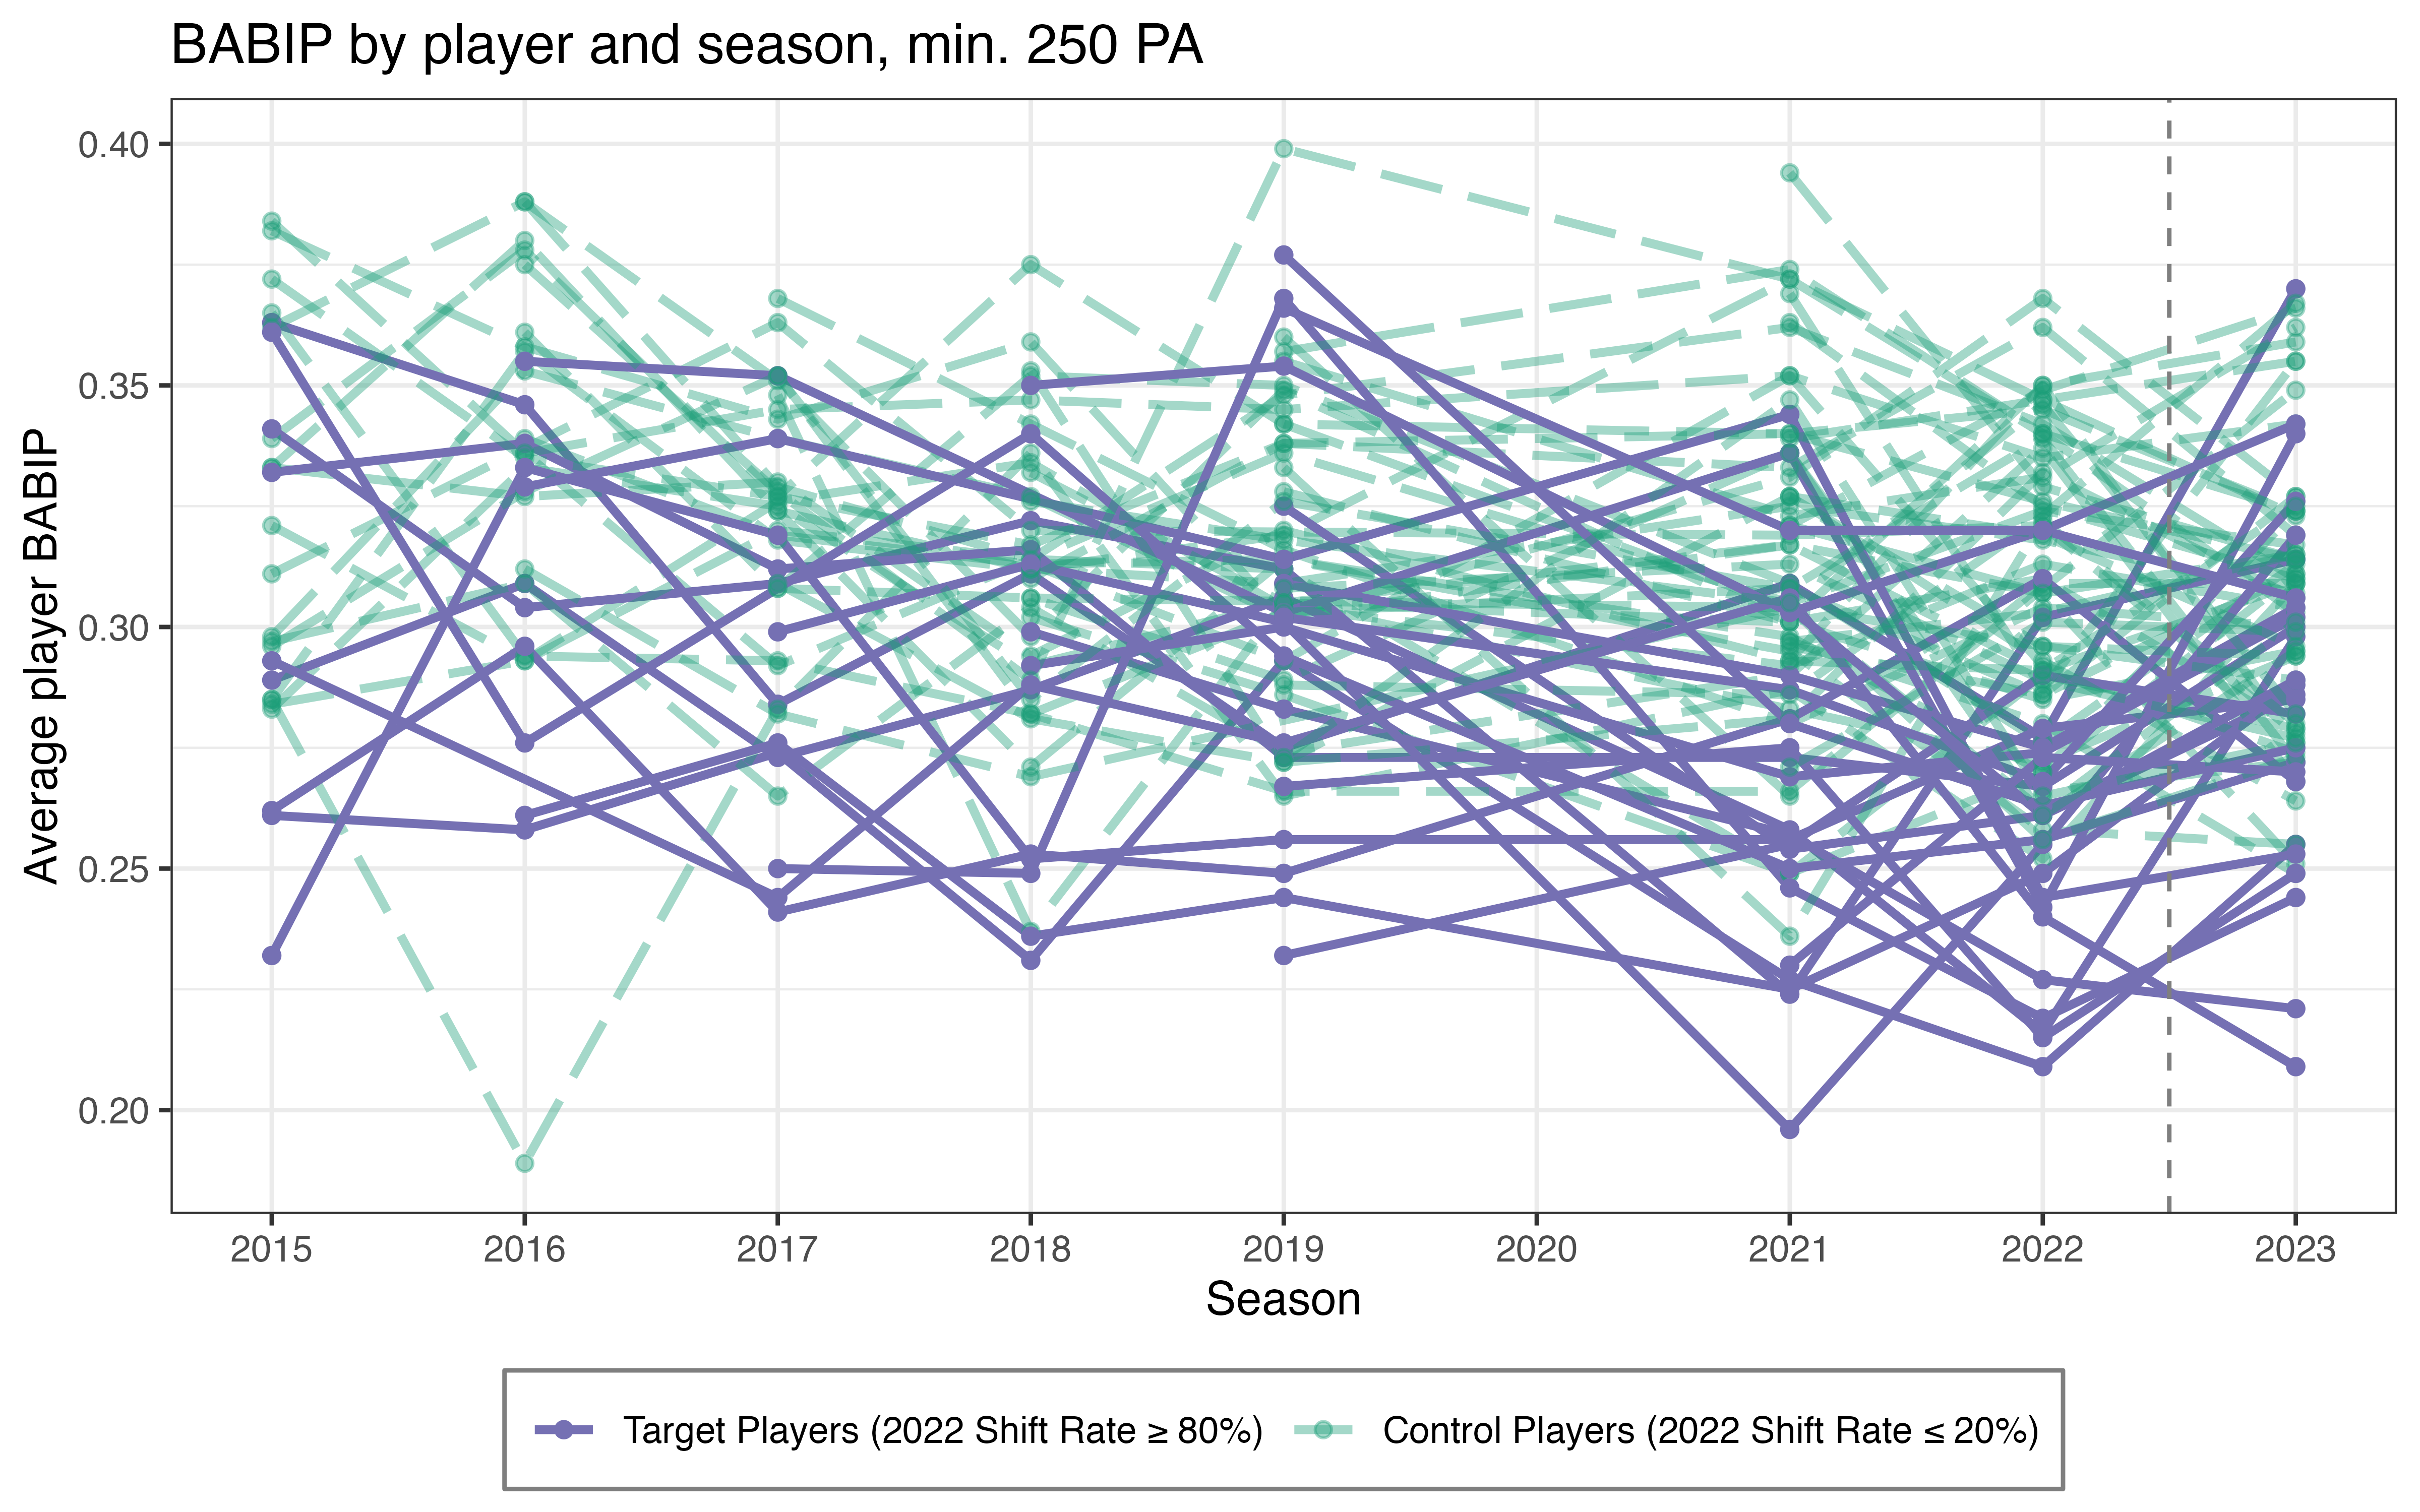 BABIP by player and season, min. 250 PA
Average player BABIP
0.40
0.35
0.30
0.25
0.20
2015 2016 2017 2018 2019 2020 2021 2022 2023
Season
Target Players (2022 Shift Rate ≥ 80%) Control Players (2022 Shift Rate ≤ 20%)